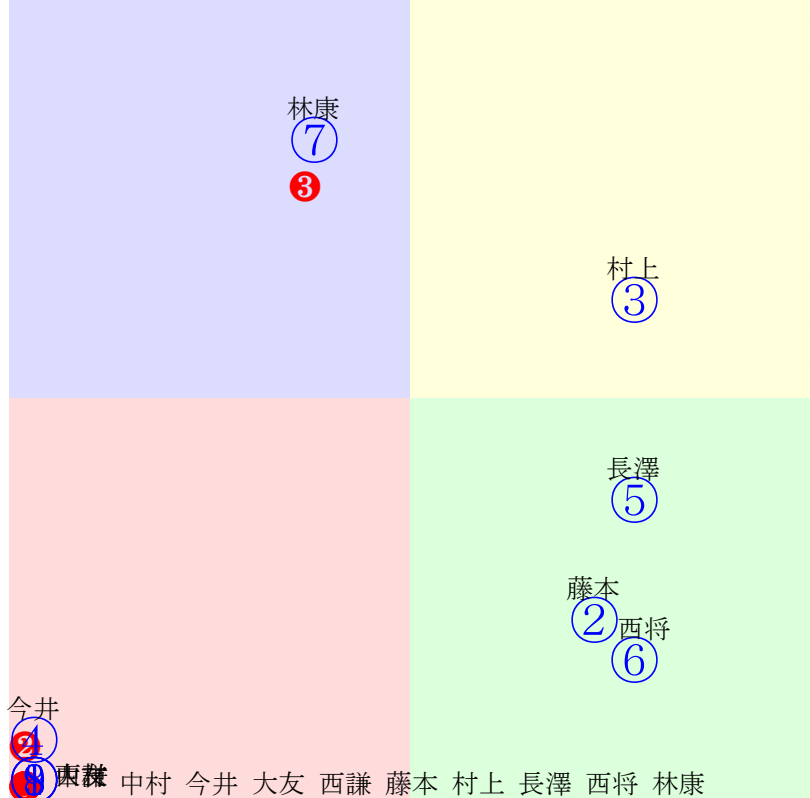 林康
⑦
❸
村上
③
長澤
⑤
藤本
②
西将
⑥
今井
中村 今井 大友 西謙 藤本 村上 長澤 西将 林康